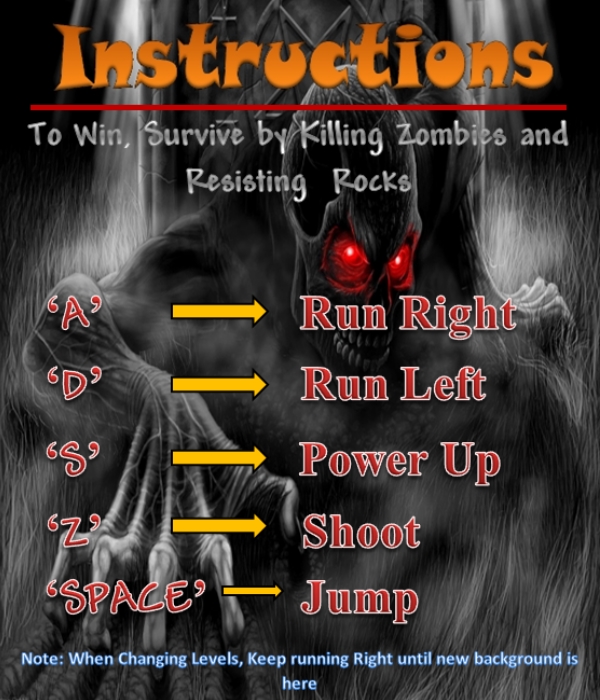 Instructions
To Win, Survive by Killing Zombies and
Resisting Rocks
‘A’ Run Right
‘D’ Run Left
‘S’ Power Up
‘Z’ Shoot
‘SPACE’ Jump
Note: When Changing Levels, Keep running Right until new background is
here